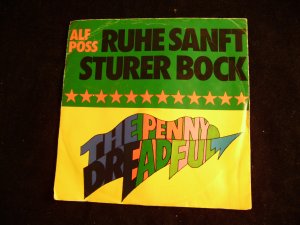 ALF POSS
RUHE SANFT
STURER BOCK
THE PENNY
DREADFUL